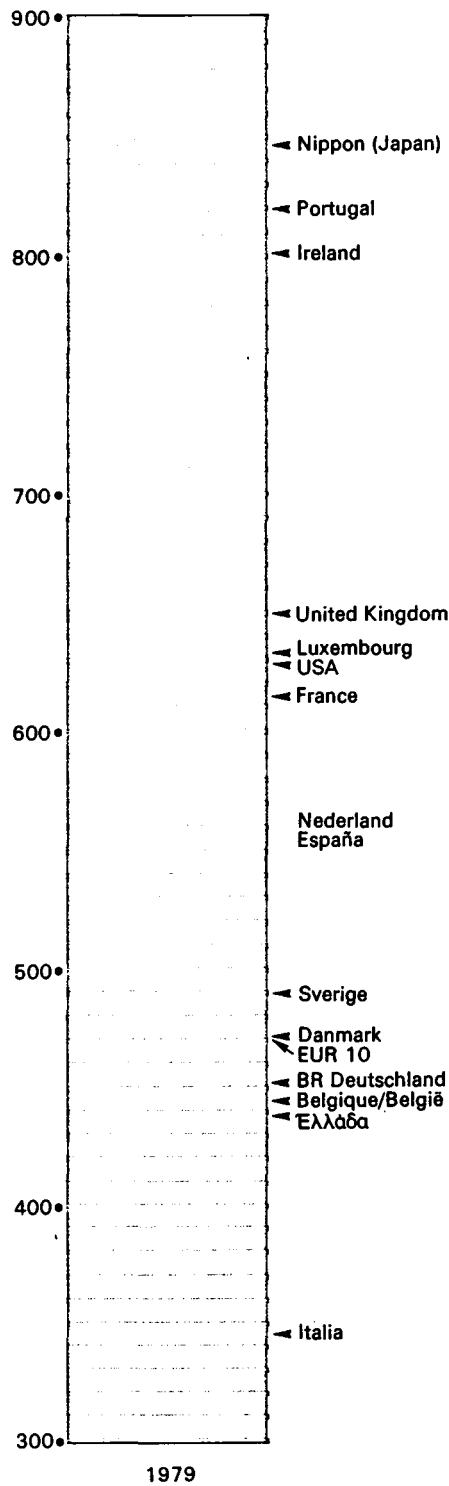 900
Nippon (Japan)
Portugal
Ireland
800
700
United Kingdom
Luxembourg
USA
France
600
Nederland
España
500
Sverige
Danmark
EUR 10
BR Deutschland
Belgique/België
Έλλàδα
400
Italia
300
1979